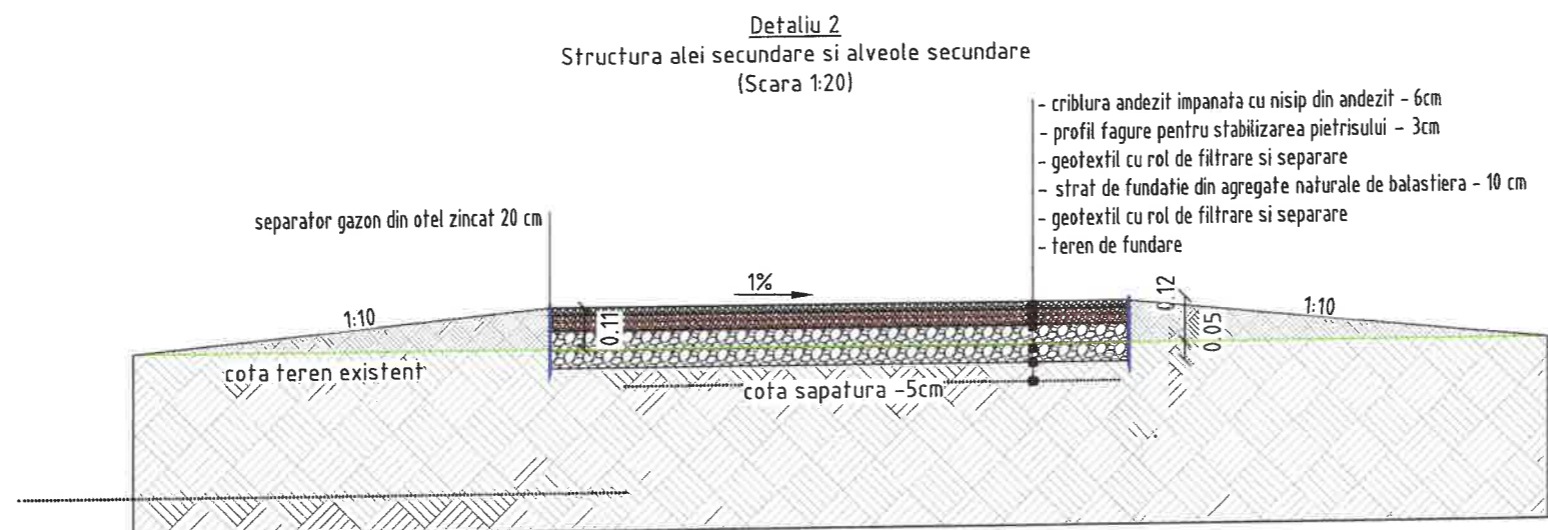 Detaliu 2
Structura alei secundare si alveole secundare
(Scara 1:20)
- criblura andezit impanata cu nisip din andezit - 6cm
- profil fagure pentru stabilizarea pietrisului - 3cm
- geotextil cu rol de filtrare si separare
- strat de fundatie din agregate naturale de balastiera - 10 cm
- geotextil cu rol de filtrare si separare
- teren de fundare
separator gazon din otel zincat 20 cm
1%
1:10
0.11
0.12
0.05
1:10
cota teren existent
cota sapatura -5cm